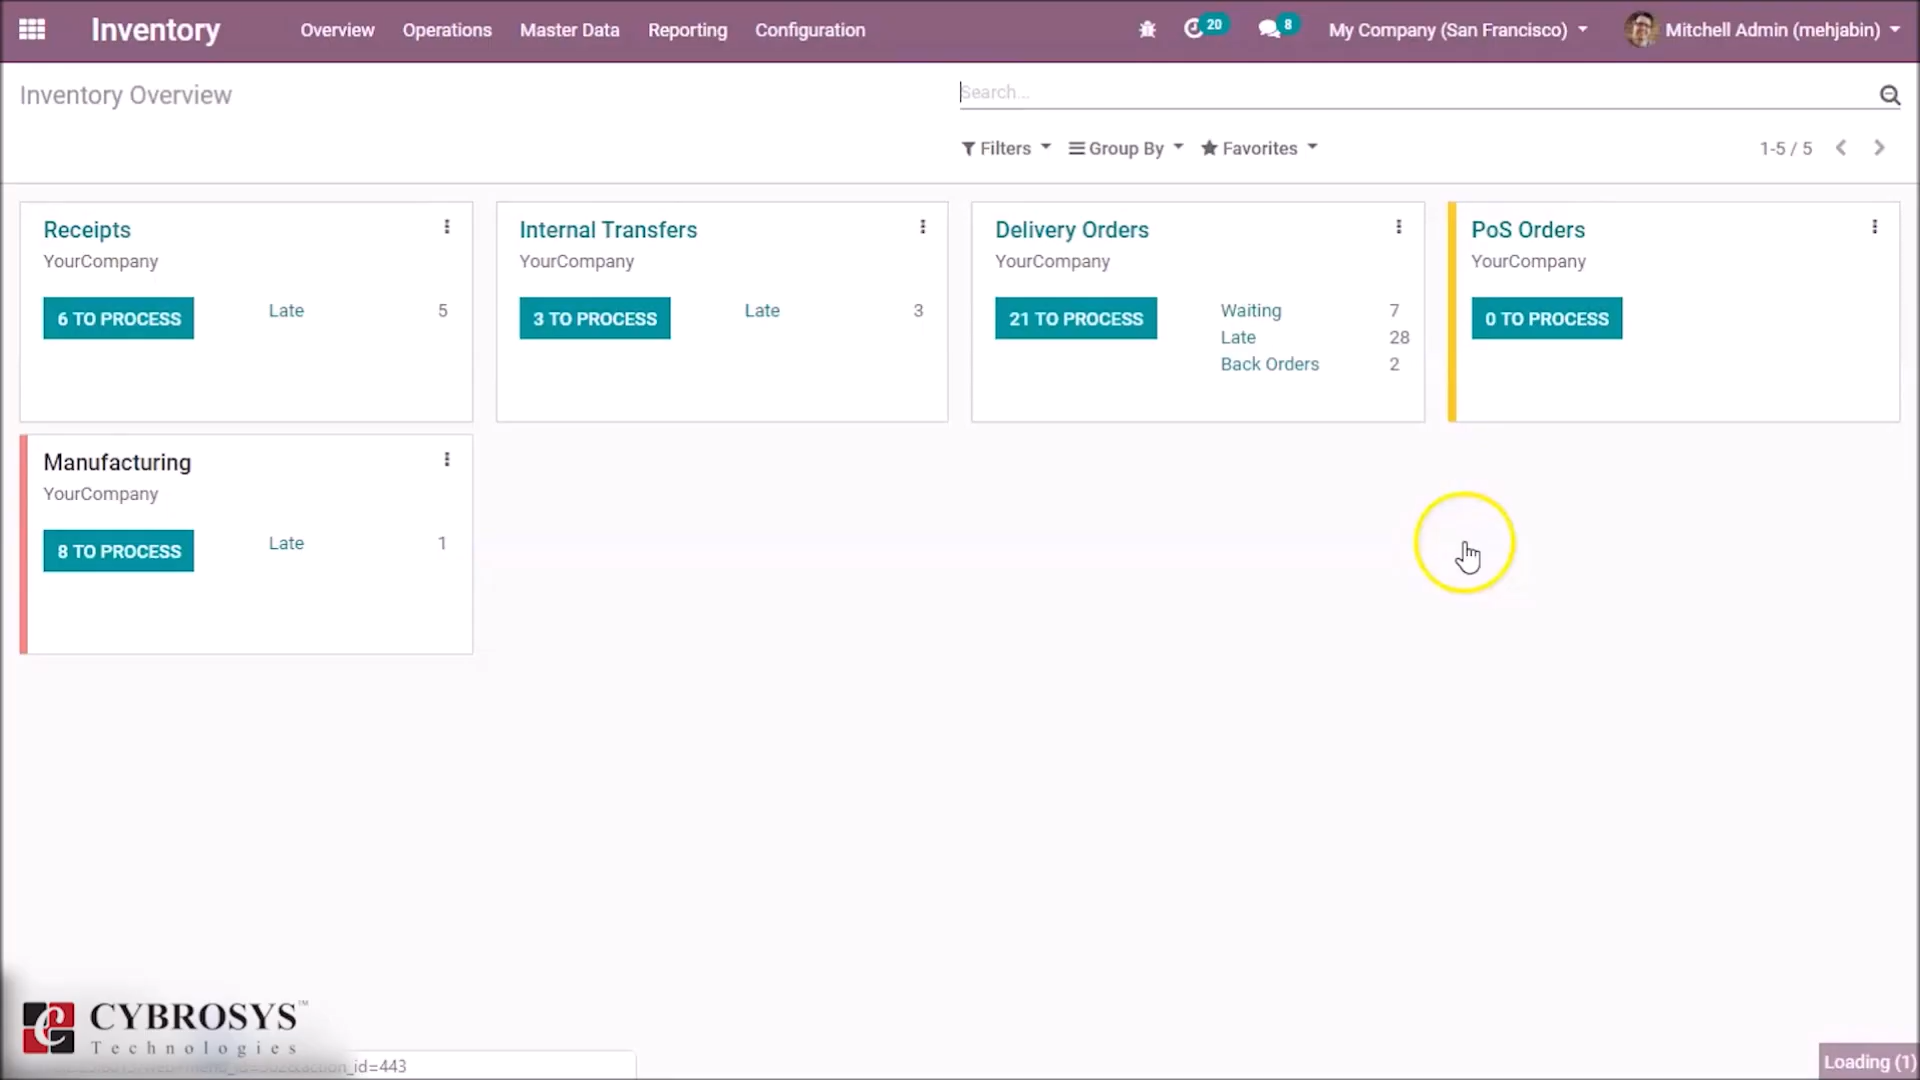 Inventory Overview Operations Master Data Reporting Configuration 20 8 My Company (San Francisco) Mitchell Admin (mehjabin)
Inventory Overview
Search...
Filters Group By Favorites 1-5 / 5
Receipts
YourCompany
6 TO PROCESS
Late 5
Internal Transfers
YourCompany
3 TO PROCESS
Late 3
Delivery Orders
YourCompany
21 TO PROCESS
Waiting 7
Late 28
Back Orders 2
PoS Orders
YourCompany
0 TO PROCESS
Manufacturing
YourCompany
8 TO PROCESS
Late 1
CYBROSYS™
Technologies
action_id=443
Loading (1)